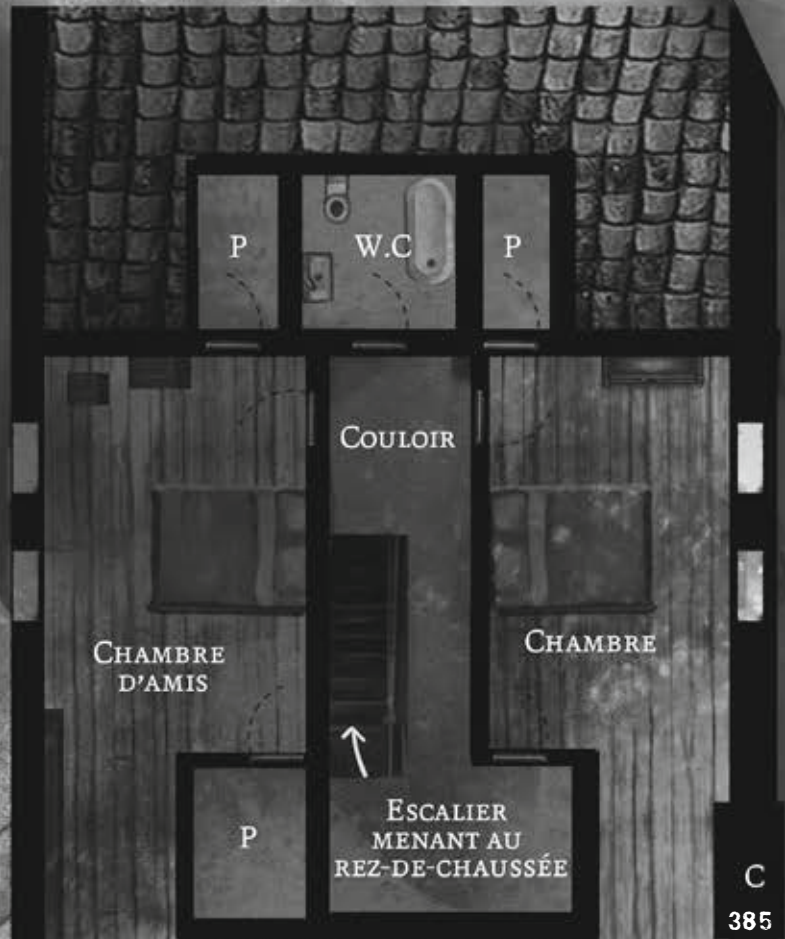 P
W.C
P
COULOIR
CHAMBRE
D'AMIS
CHAMBRE
P
ESCALIER
MENANT AU
REZ-DE-CHAUSSÉE
C
385